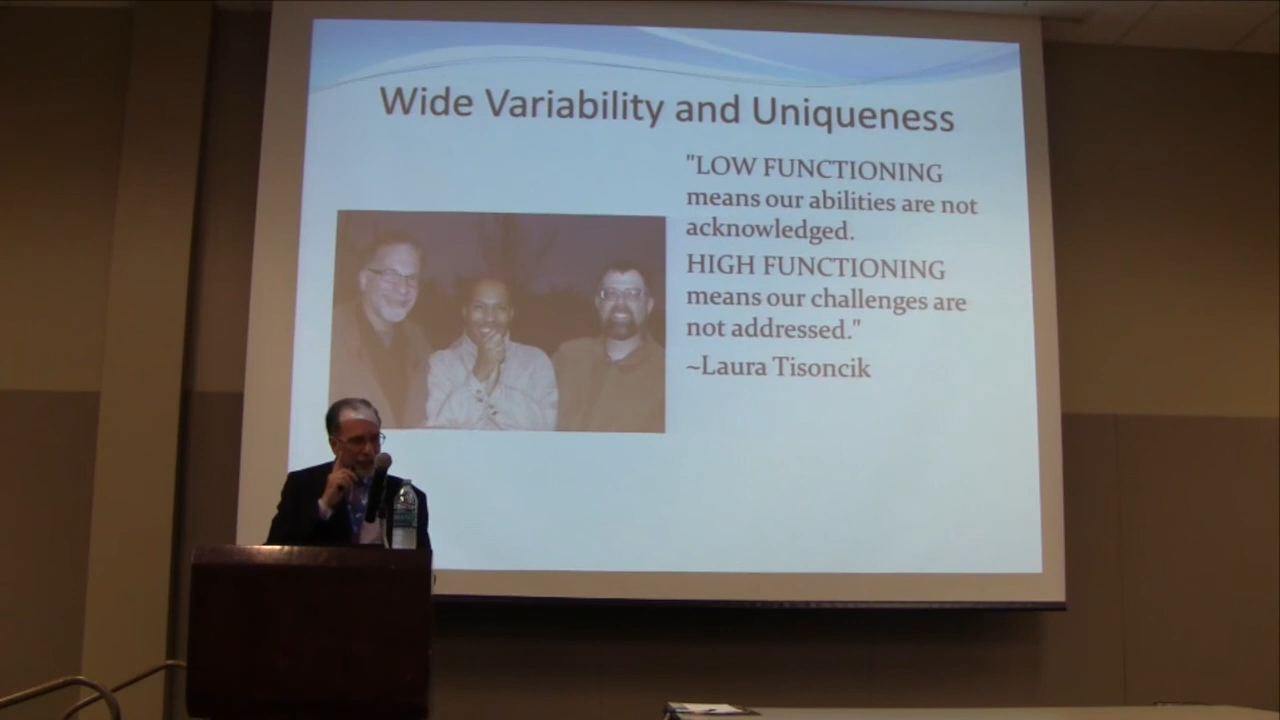 Wide Variability and Uniqueness
"LOW FUNCTIONING
means our abilities are not
acknowledged.
HIGH FUNCTIONING
means our challenges are
not addressed."
~Laura Tisoncik